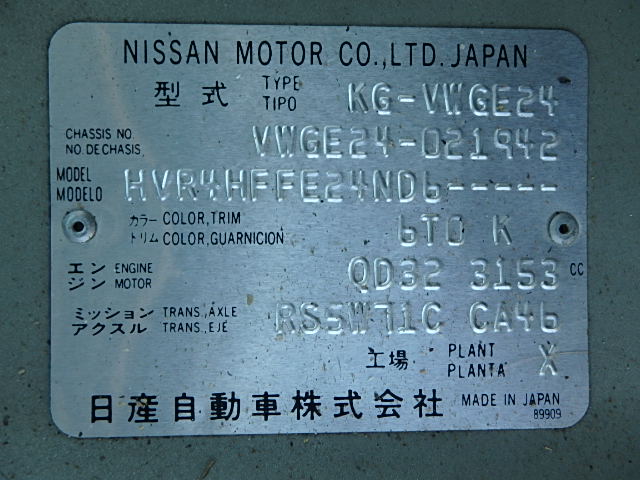 NISSAN MOTOR CO.,LTD. JAPAN
型式 TYPE TIPO KG-VWGE24
CHASSIS NO. NO. DE CHASIS. VWGE24-021942
MODEL MODELO HVR4HFFE24ND6-----
カラー COLOR,TRIM
トリム COLOR,GUARNICION 6T0 K
エンジン ENGINE MOTOR QD32 3153 CC
ミッション TRANS.,AXLE
アクスル TRANS.,EJE RS5W71C CA46
工場 PLANT PLANTA X
日産自動車株式会社 MADE IN JAPAN
89909